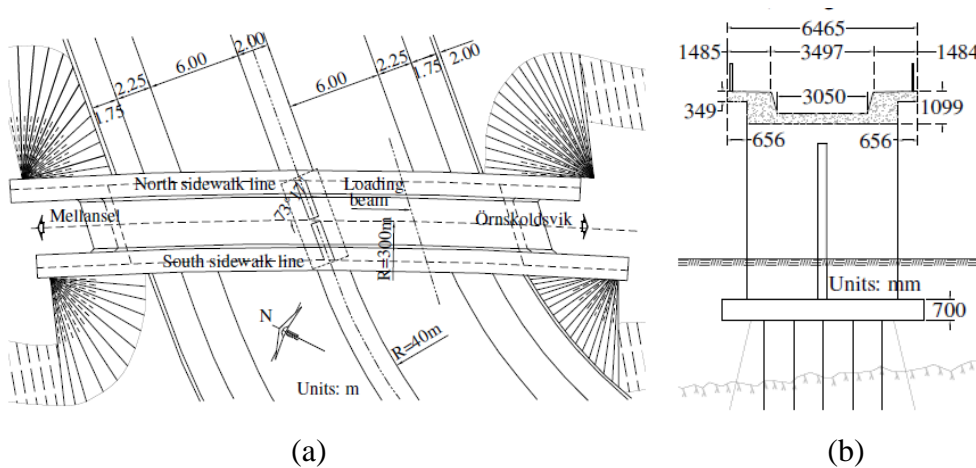 2.00
6.00
2.25
1.75
6.00
2.25
1.75
2.00
North sidewalk line
Loading
beam
Mellansel
Örnskoldsvik
South sidewalk line
R=300m
N
R=40m
Units: m
(a)
6465
1485
3497
1484
3050
349
1099
656
656
Units: mm
700
(b)